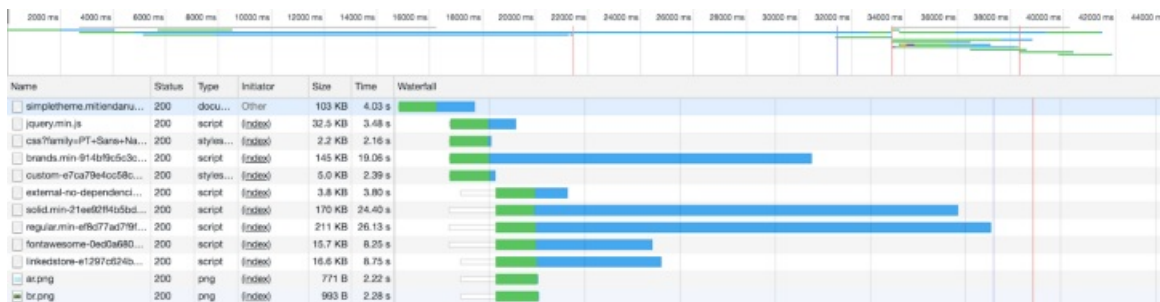 2000 ms 4000 ms 6000 ms 8000 ms 10000 ms 12000 ms 14000 ms 16000 ms 18000 ms 20000 ms 22000 ms 24000 ms 26000 ms 28000 ms 30000 ms 32000 ms 34000 ms 36000 ms 38000 ms 40000 ms 42000 ms 44000 ms
Name Status Type Initiator Size Time Waterfall
simpletheme.mitiendanu... 200 docu... Other 103 KB 4.03 s
jquery.min.js 200 script (index) 32.5 KB 3.48 s
css?family=PT+Sans+Na... 200 styles... (index) 2.2 KB 2.16 s
brands.min-914bf9c5c3c... 200 script (index) 145 KB 19.06 s
custom-e7ca79e4cc58c... 200 styles... (index) 5.0 KB 2.39 s
external-no-dependenci... 200 script (index) 3.8 KB 3.80 s
solid.min-21ee92ff4b5bd... 200 script (index) 170 KB 24.40 s
regular.min-ef8d77ad7f9f... 200 script (index) 211 KB 26.13 s
fontawesome-0ed0a680... 200 script (index) 15.7 KB 8.25 s
linkedstore-e1297c624b... 200 script (index) 16.6 KB 8.75 s
ar.png 200 png (index) 771 B 2.22 s
br.png 200 png (index) 993 B 2.28 s